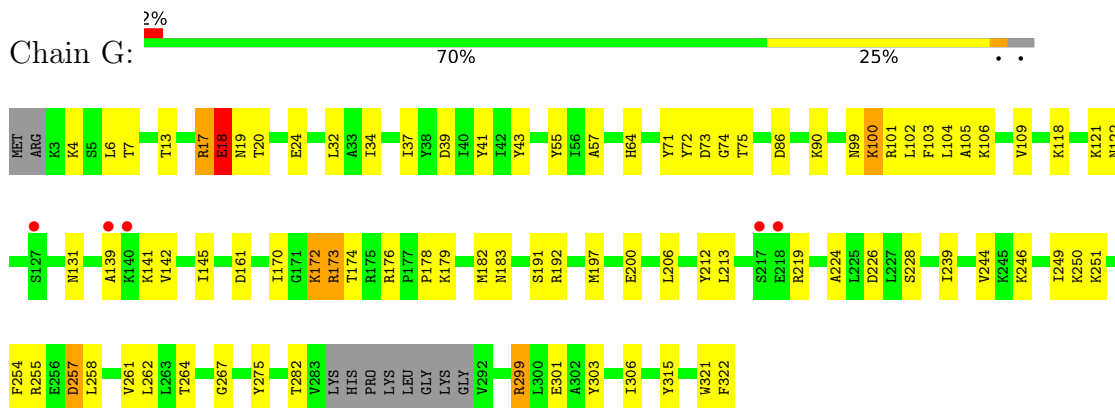 2%
Chain G:
70% 25% • •
MET ARG K3 K4 S5 L6 T7 T13 R17 E18 N19 T20 E24 L32 A33 I34 I37 Y38 D39 I40 Y41 I42 Y43 Y55 I56 A57 H64 Y71 Y72 D73 G74 T75 D86 K90 N99 K100 R101 L102 F103 L104 A105 K106 V109 K118 K121 N122
S127 N131 A139 K140 K141 V142 I145 D161 I170 G171 K172 R173 T174 R175 R176 P177 P178 K179 M182 N183 S191 R192 M197 E200 L206 Y212 L213 S217 E218 R219 A224 L225 D226 L227 S228 I239 V244 K245 K246 I249 K250 K251
F254 R255 E256 D257 L258 V261 L262 L263 T264 G267 Y275 T282 V283 LYS HIS PRO LYS LEU GLY LYS GLY V292 R299 L300 E301 A302 Y303 I306 Y315 W321 F322